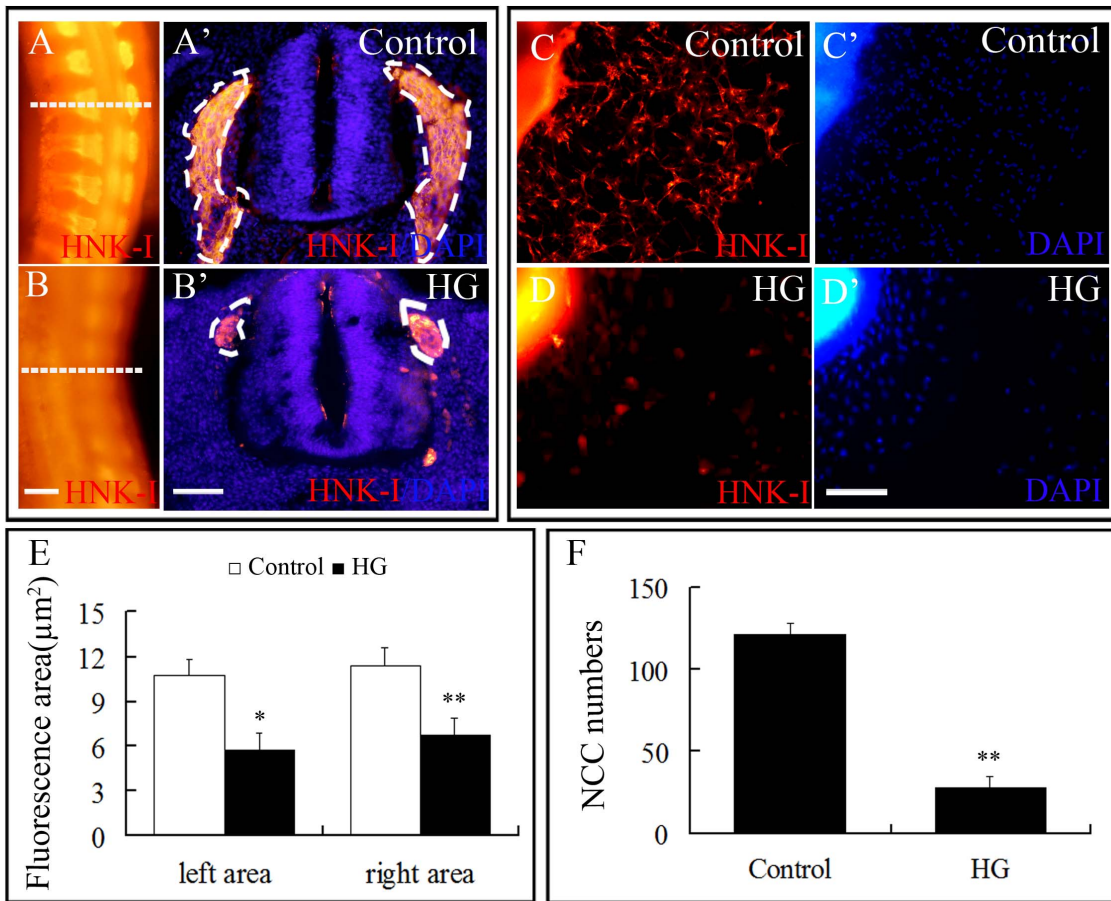 A
HNK-I
A’
Control
HNK-I/DAPI
B
HNK-I
B’
HG
HNK-I/DAPI
C
Control
HNK-I
C’
Control
DAPI
D
HG
HNK-I
D’
HG
DAPI
E
Control HG
Fluorescence area(μm²)
15
12
9
6
3
0
*
**
left area
right area
F
NCC numbers
150
100
50
0
**
Control
HG